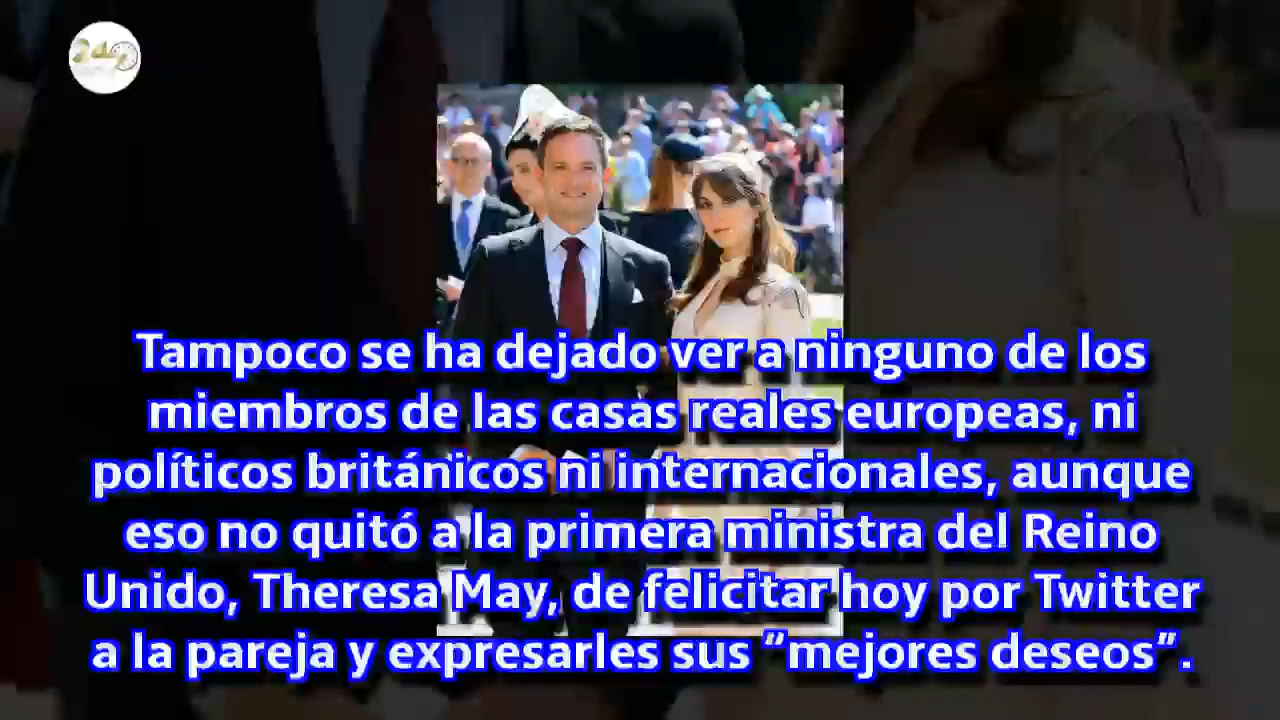 Tampoco se ha dejado ver a ninguno de los
miembros de las casas reales europeas, ni
políticos británicos ni internacionales, aunque
eso no quitó a la primera ministra del Reino
Unido, Theresa May, de felicitar hoy por Twitter
a la pareja y expresarles sus “mejores deseos”.